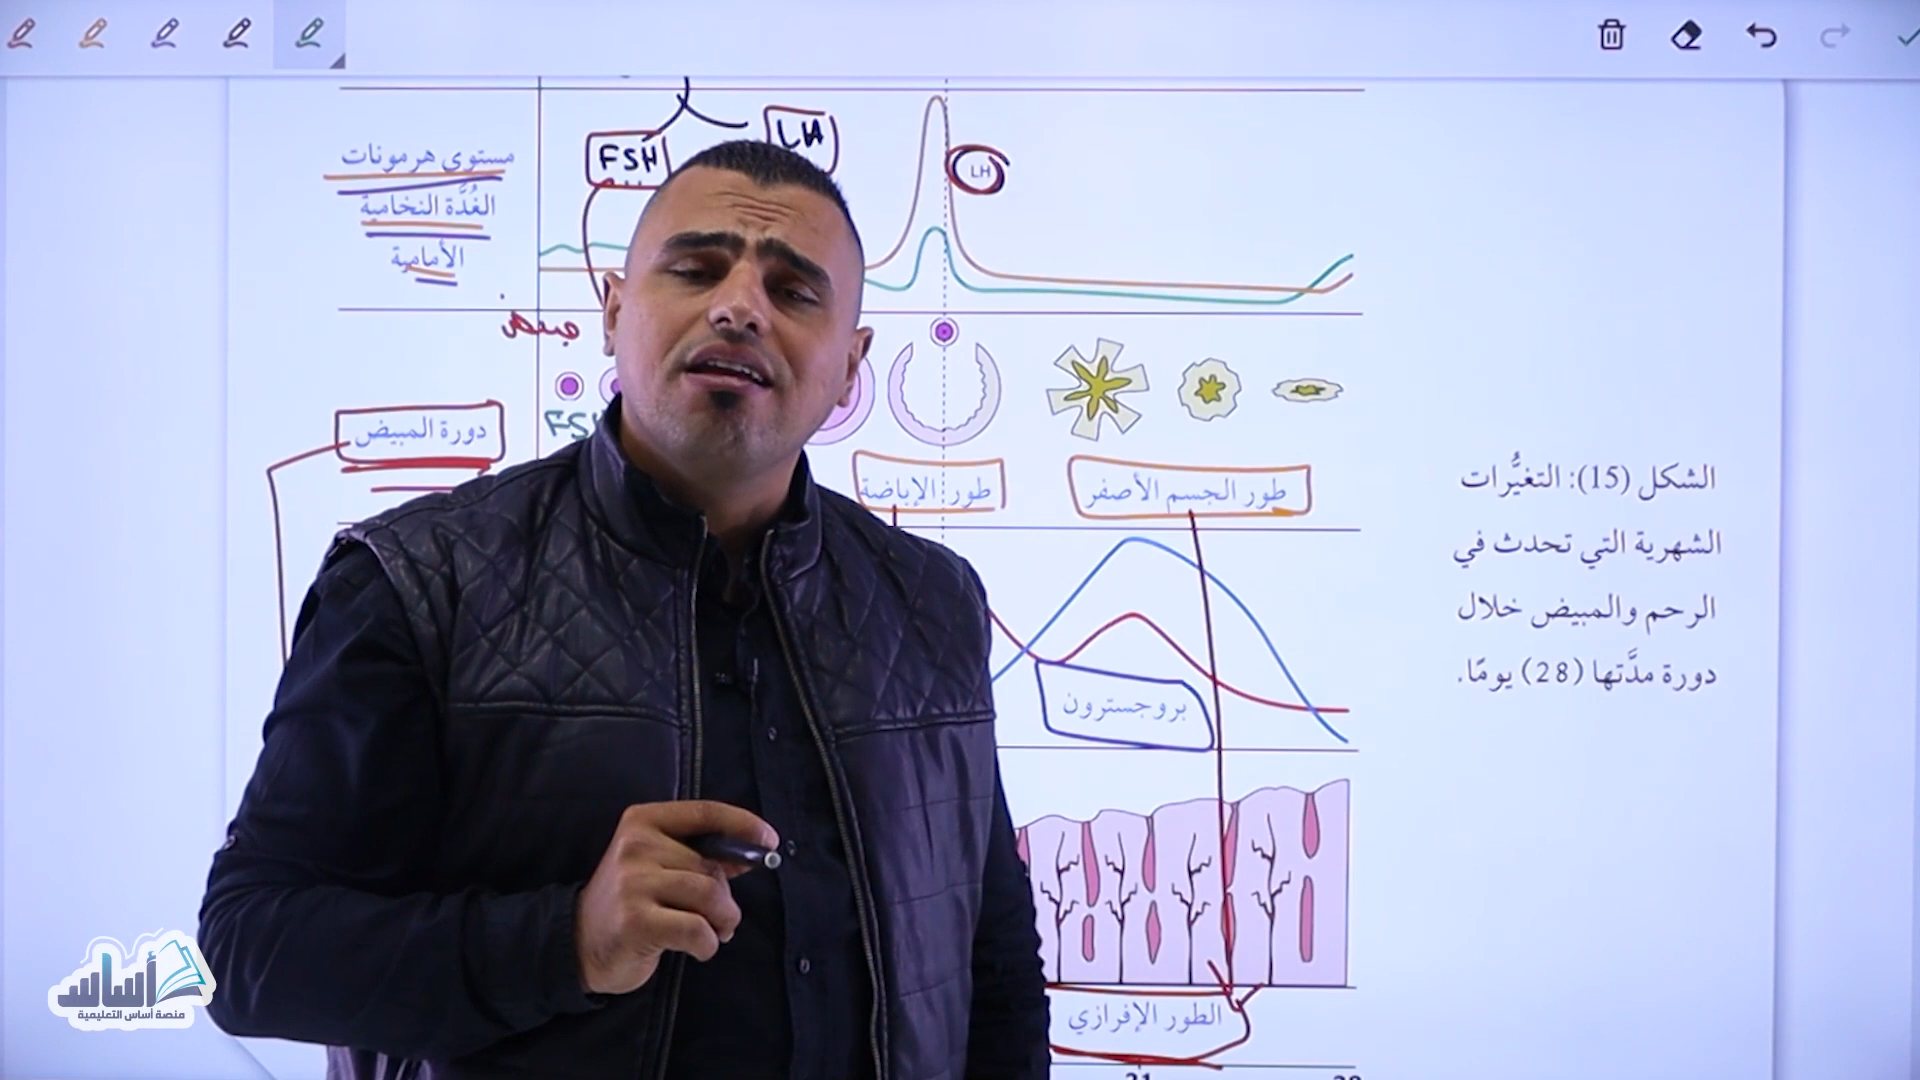 FSH
LH
LH
مستوى هرمونات
الغُدَّة النخامية
الأمامية
مبيض
FSH
دورة المبيض
طور الإباضة
طور الجسم الأصفر
الشكل (15): التغيُّرات
الشهرية التي تحدث في
الرحم والمبيض خلال
دورة مدَّتها (28) يومًا.
بروجسترون
الطور الإفرازي
أساس
منصة أساس التعليمية